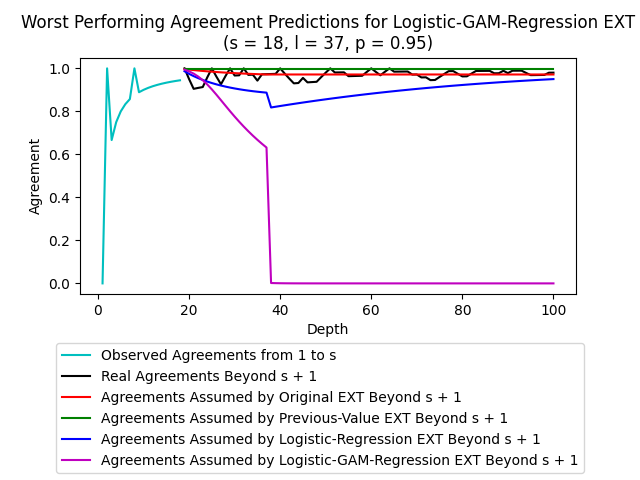 Worst Performing Agreement Predictions for Logistic-GAM-Regression EXT
(s = 18, l = 37, p = 0.95)
1.0
0.8
0.6
0.4
0.2
0.0
Agreement
0 20 40 60 80 100
Depth
Observed Agreements from 1 to s
Real Agreements Beyond s + 1
Agreements Assumed by Original EXT Beyond s + 1
Agreements Assumed by Previous-Value EXT Beyond s + 1
Agreements Assumed by Logistic-Regression EXT Beyond s + 1
Agreements Assumed by Logistic-GAM-Regression EXT Beyond s + 1